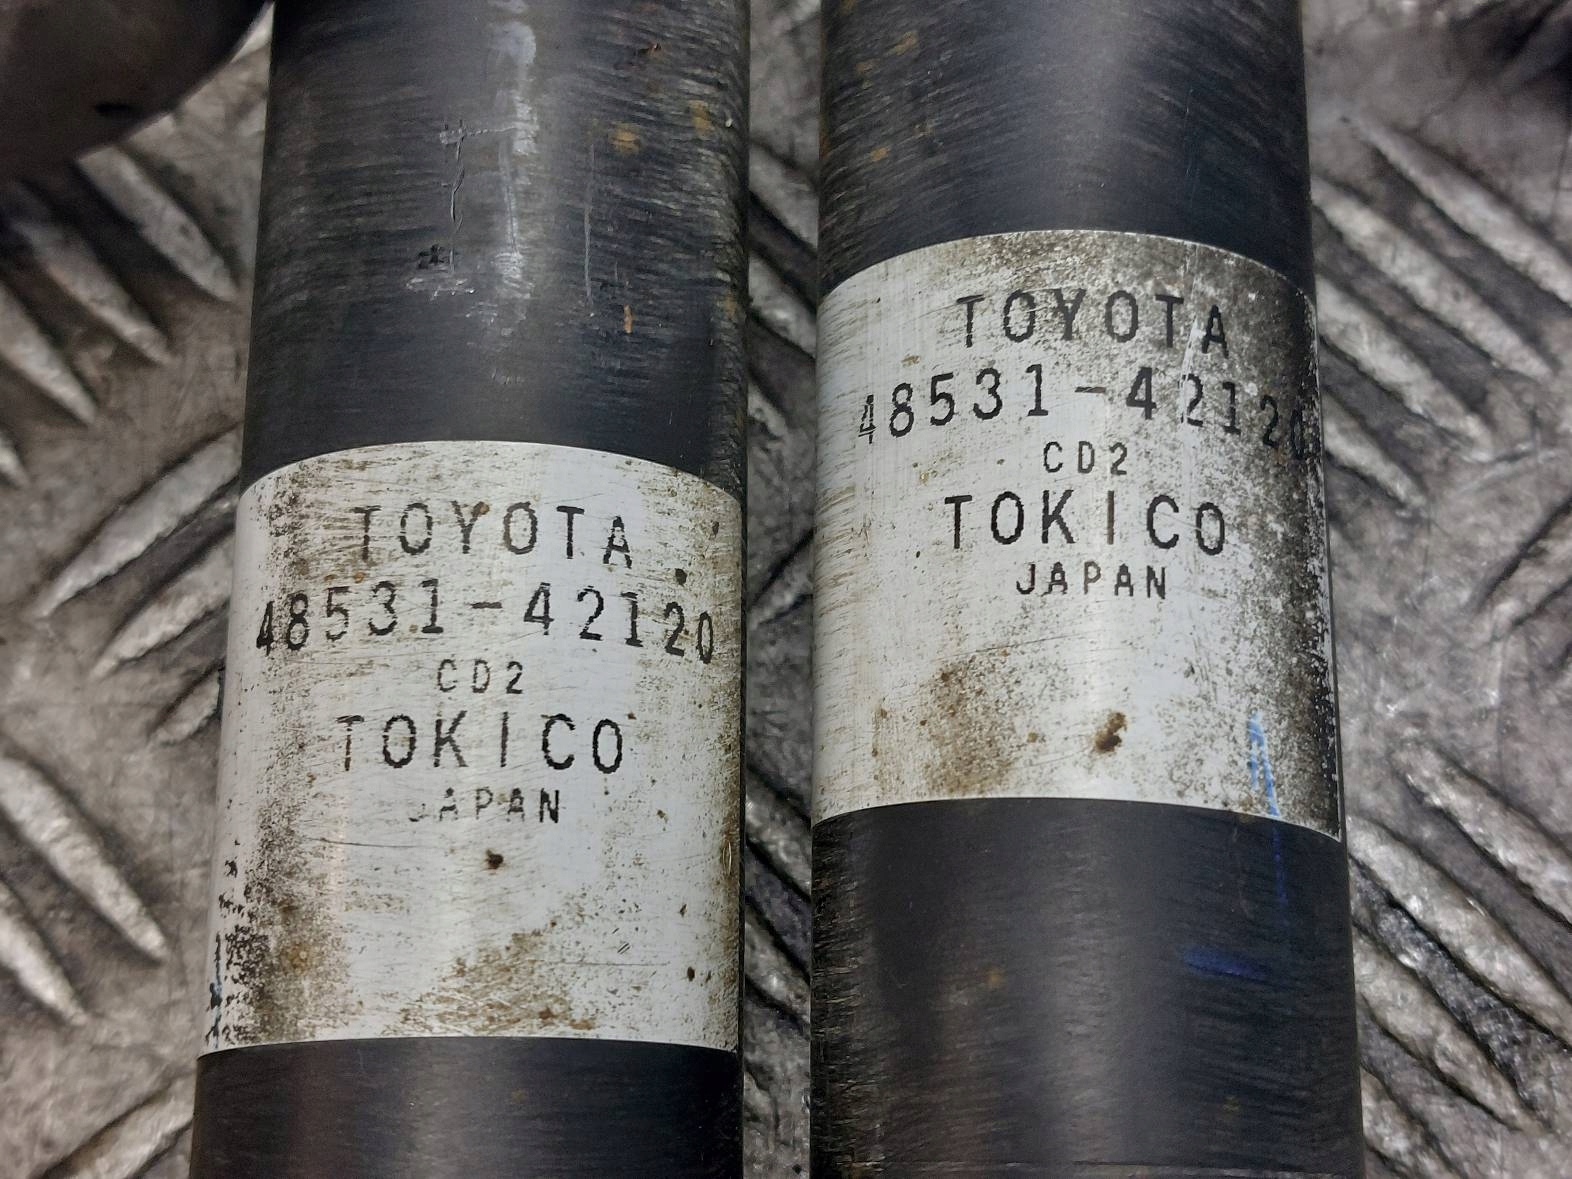 TOYOTA
48531-42120
CD2
TOKICO
JAPAN
TOYOTA
48531-42120
CD2
TOKICO
JAPAN